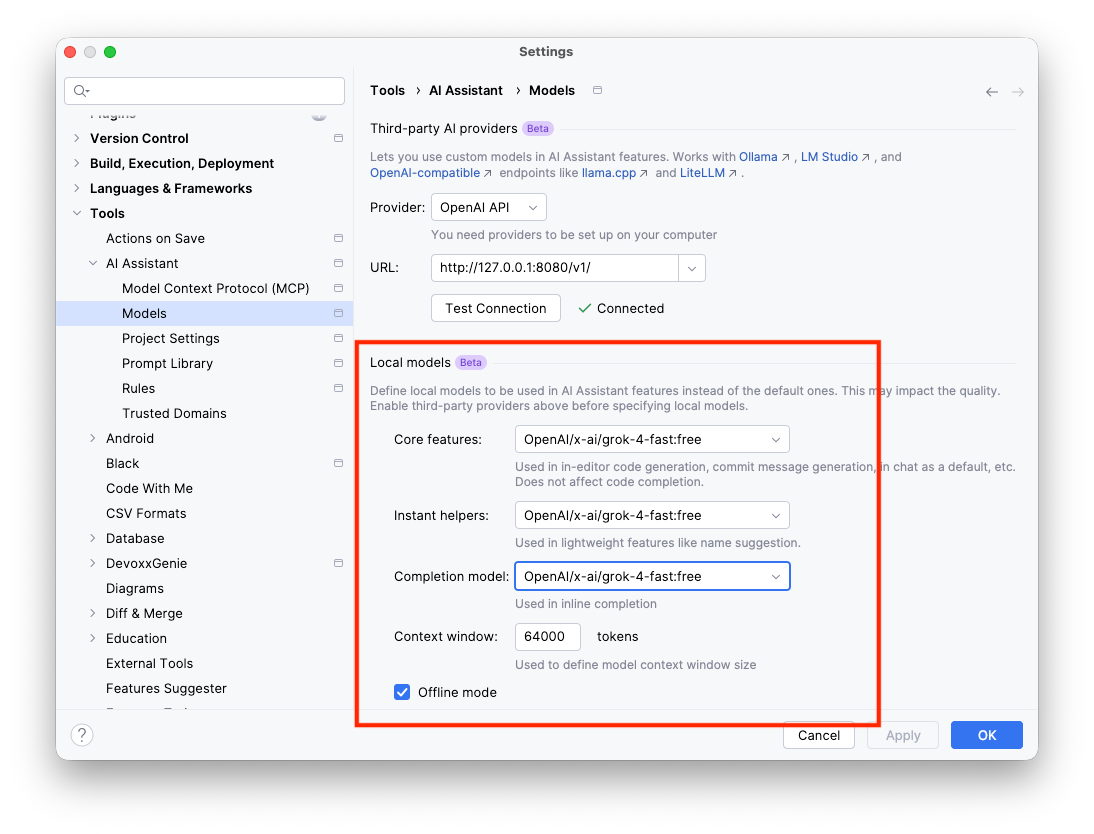 Settings
Plugins
Version Control
Build, Execution, Deployment
Languages & Frameworks
Tools
Actions on Save
AI Assistant
Model Context Protocol (MCP)
Models
Project Settings
Prompt Library
Rules
Trusted Domains
Android
Black
Code With Me
CSV Formats
Database
DevoxxGenie
Diagrams
Diff & Merge
Education
External Tools
Features Suggester
Tools › AI Assistant › Models
Third-party AI providers Beta
Lets you use custom models in AI Assistant features. Works with Ollama ↗ , LM Studio ↗ , and
OpenAI-compatible ↗ endpoints like llama.cpp ↗ and LiteLLM ↗ .
Provider: OpenAI API
You need providers to be set up on your computer
URL: http://127.0.0.1:8080/v1/
Test Connection ✓ Connected
Local models Beta
Define local models to be used in AI Assistant features instead of the default ones. This may impact the quality.
Enable third-party providers above before specifying local models.
Core features: OpenAI/x-ai/grok-4-fast:free
Used in in-editor code generation, commit message generation, in chat as a default, etc.
Does not affect code completion.
Instant helpers: OpenAI/x-ai/grok-4-fast:free
Used in lightweight features like name suggestion.
Completion model: OpenAI/x-ai/grok-4-fast:free
Used in inline completion
Context window: 64000 tokens
Used to define model context window size
Offline mode
? Cancel Apply OK